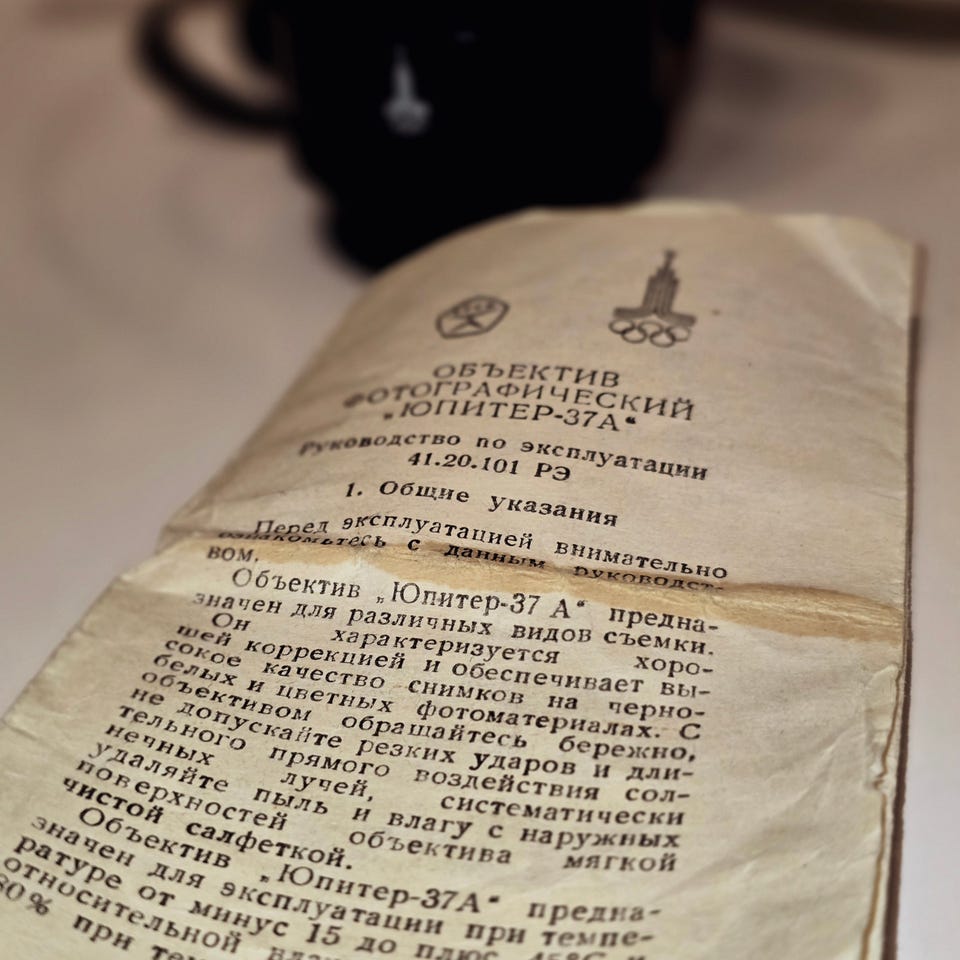 ОБЪЕКТИВ
ФОТОГРАФИЧЕСКИЙ
„ЮПИТЕР-37А“
Руководство по эксплуатации
41.20.101 РЭ
1. Общие указания
Перед эксплуатацией внимательно
ознакомьтесь с данным руководст-
вом.
Объектив „Юпитер-37 А“ предна-
значен для различных видов съемки.
Он характеризуется хоро-
шей коррекцией и обеспечивает вы-
сокое качество снимков на черно-
белых и цветных фотоматериалах. С
объективом обращайтесь бережно,
не допускайте резких ударов и дли-
тельного прямого воздействия сол-
нечных лучей, систематически
удаляйте пыль и влагу с наружных
поверхностей объектива мягкой
чистой салфеткой.
Объектив „Юпитер-37А“ предна-
значен для эксплуатации при темпе-
ратуре от минус 15 до плюс 45°С и
относительной
80% при